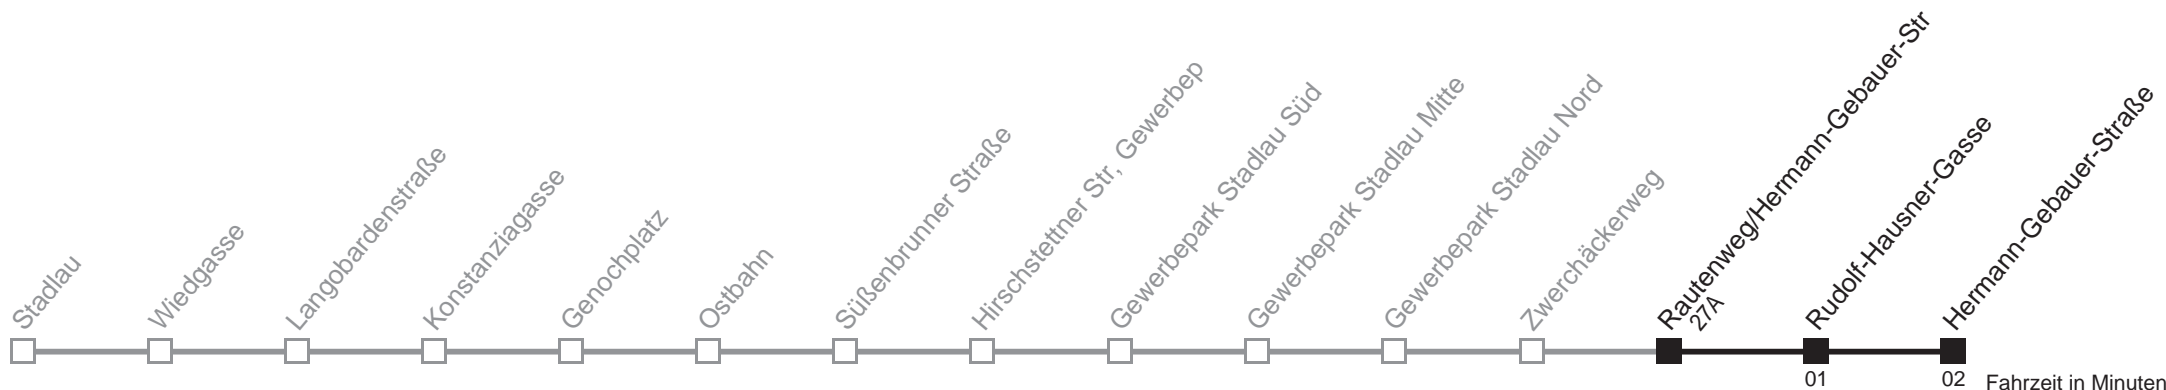 Stadlau
Wiedgasse
Langobardenstraße
Konstanziagasse
Genochplatz
Ostbahn
Süßenbrunner Straße
Hirschstettner Str, Gewerbep
Gewerbepark Stadlau Süd
Gewerbepark Stadlau Mitte
Gewerbepark Stadlau Nord
Zwerchäckerweg
Rautenweg/Hermann-Gebauer-Str
27A
Rudolf-Hausner-Gasse
Hermann-Gebauer-Straße
01
02
Fahrzeit in Minuten